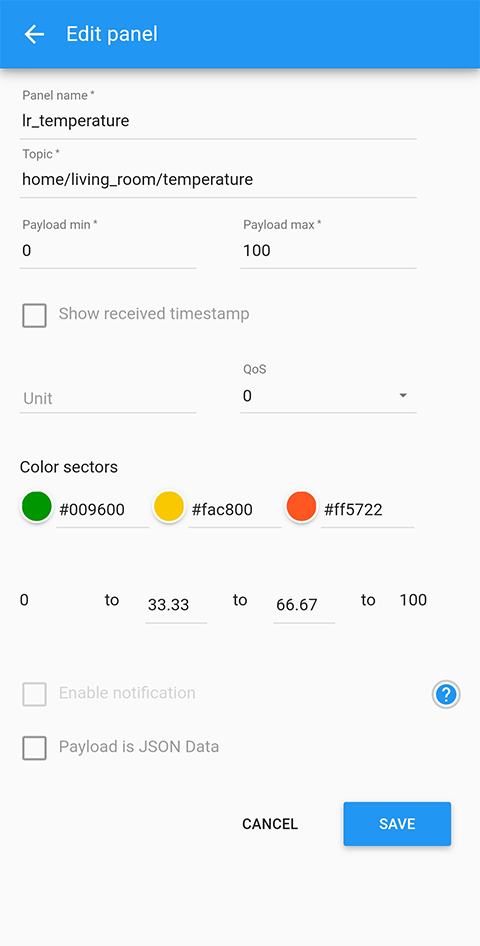 Edit panel
Panel name *
lr_temperature
Topic *
home/living_room/temperature
Payload min *
Payload max *
0
100
Show received timestamp
QoS
Unit
0
Color sectors
#009600
#fac800
#ff5722
0 to 33.33 to 66.67 to 100
Enable notification
?
Payload is JSON Data
CANCEL
SAVE